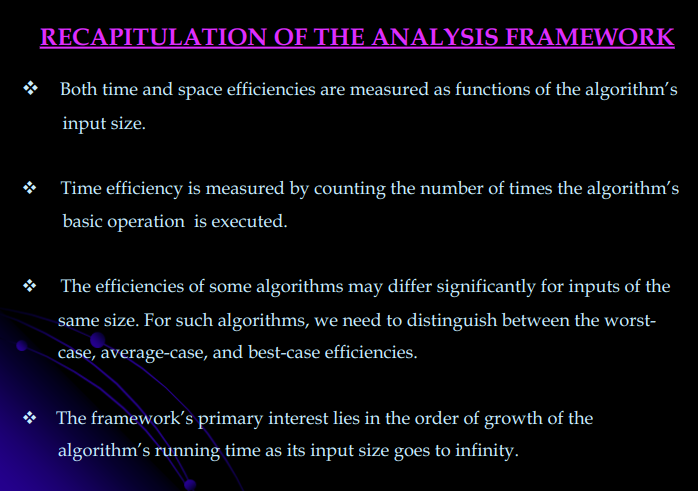 RECAPITULATION OF THE ANALYSIS FRAMEWORK
❖ Both time and space efficiencies are measured as functions of the algorithm's
input size.
❖ Time efficiency is measured by counting the number of times the algorithm's
basic operation is executed.
❖ The efficiencies of some algorithms may differ significantly for inputs of the
same size. For such algorithms, we need to distinguish between the worst-
case, average-case, and best-case efficiencies.
❖ The framework's primary interest lies in the order of growth of the
algorithm's running time as its input size goes to infinity.